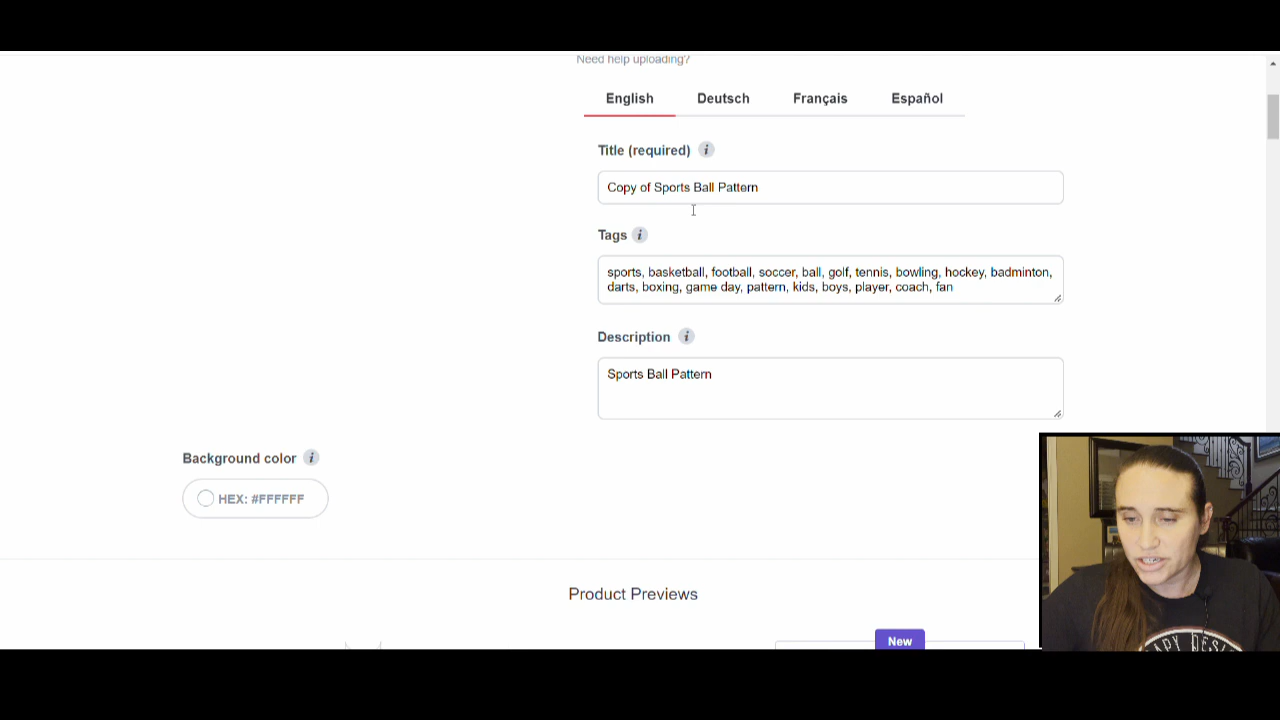 Need help uploading?
English Deutsch Français Español
Title (required) i
Copy of Sports Ball Pattern
Tags i
sports, basketball, football, soccer, ball, golf, tennis, bowling, hockey, badminton,
darts, boxing, game day, pattern, kids, boys, player, coach, fan
Description i
Sports Ball Pattern
Background color i
HEX: #FFFFFF
Product Previews
New